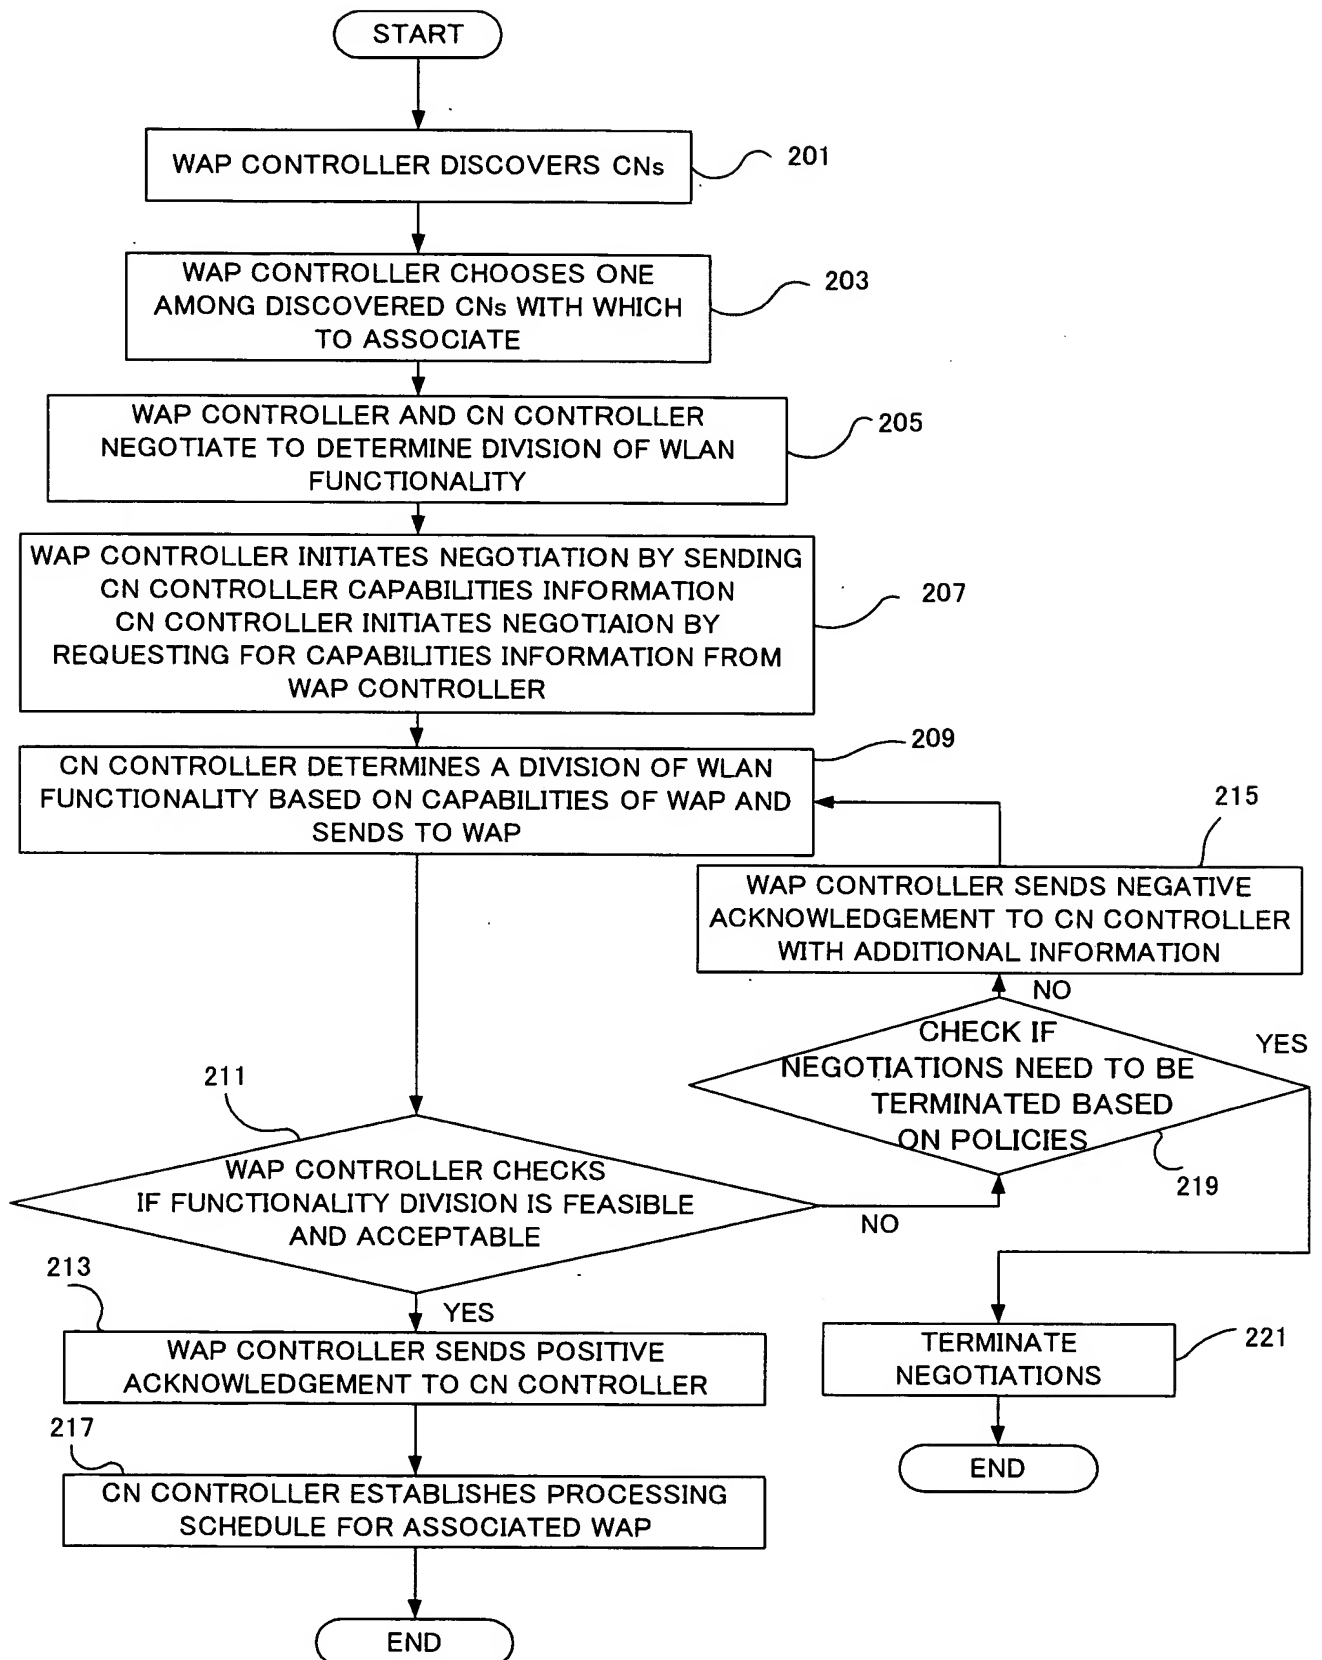 START
WAP CONTROLLER DISCOVERS CNs
201
WAP CONTROLLER CHOOSES ONE
AMONG DISCOVERED CNs WITH WHICH
TO ASSOCIATE
203
WAP CONTROLLER AND CN CONTROLLER
NEGOTIATE TO DETERMINE DIVISION OF WLAN
FUNCTIONALITY
205
WAP CONTROLLER INITIATES NEGOTIATION BY SENDING
CN CONTROLLER CAPABILITIES INFORMATION
CN CONTROLLER INITIATES NEGOTIAION BY
REQUESTING FOR CAPABILITIES INFORMATION FROM
WAP CONTROLLER
207
CN CONTROLLER DETERMINES A DIVISION OF WLAN
FUNCTIONALITY BASED ON CAPABILITIES OF WAP AND
SENDS TO WAP
209
215
WAP CONTROLLER SENDS NEGATIVE
ACKNOWLEDGEMENT TO CN CONTROLLER
WITH ADDITIONAL INFORMATION
NO
CHECK IF
NEGOTIATIONS NEED TO BE
TERMINATED BASED
ON POLICIES
YES
219
211
WAP CONTROLLER CHECKS
IF FUNCTIONALITY DIVISION IS FEASIBLE
AND ACCEPTABLE
NO
213
YES
WAP CONTROLLER SENDS POSITIVE
ACKNOWLEDGEMENT TO CN CONTROLLER
TERMINATE
NEGOTIATIONS
221
217
CN CONTROLLER ESTABLISHES PROCESSING
SCHEDULE FOR ASSOCIATED WAP
END
END